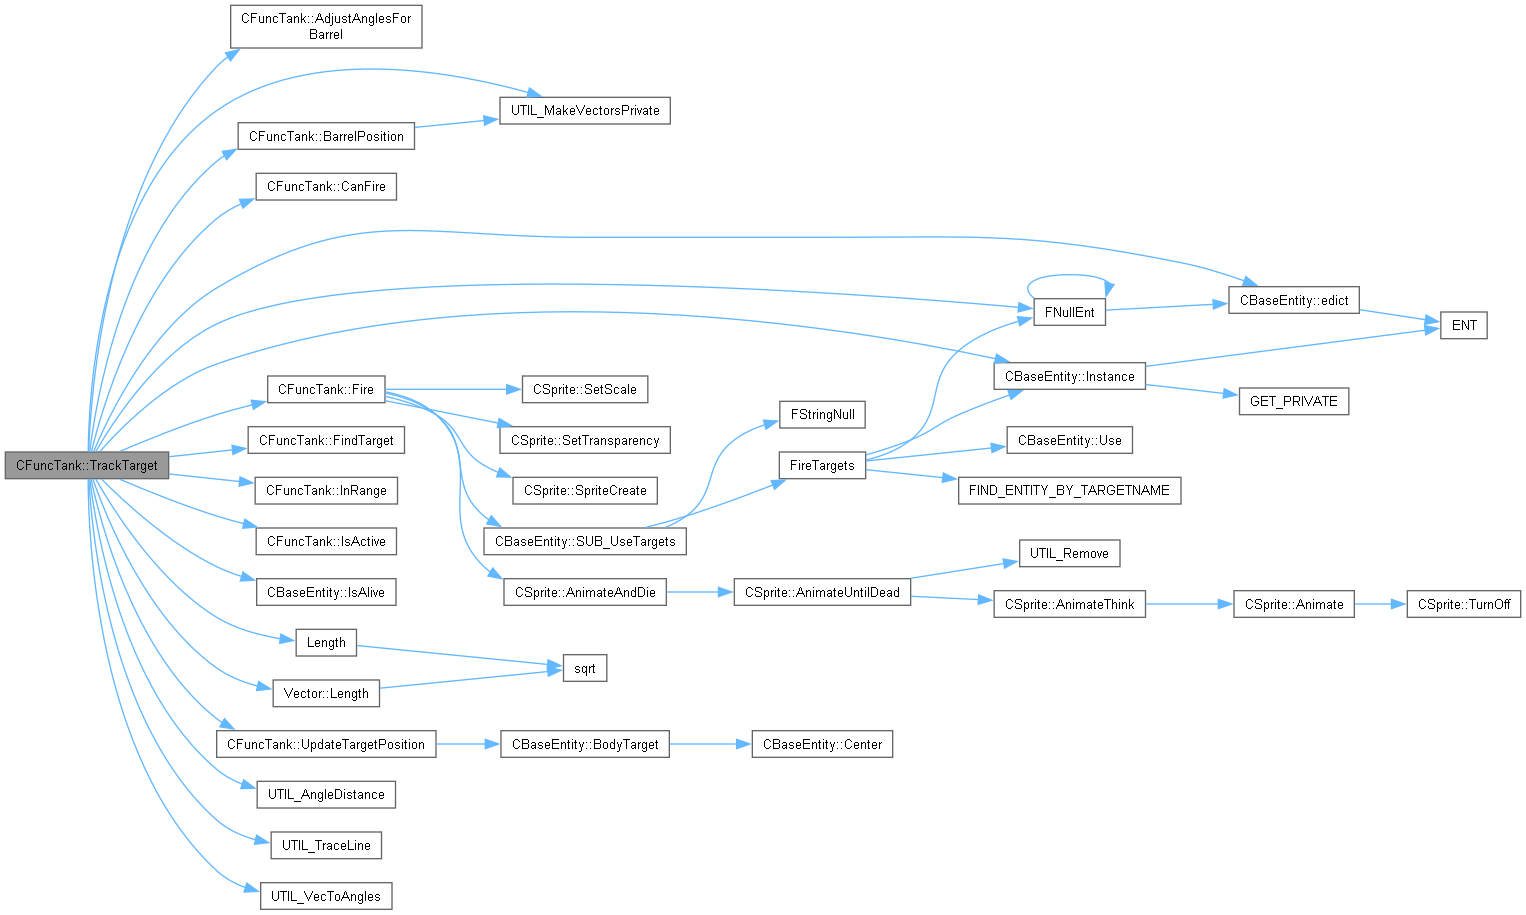 CFuncTank::AdjustAnglesFor
Barrel
UTIL_MakeVectorsPrivate
CFuncTank::BarrelPosition
CFuncTank::CanFire
CBaseEntity::edict
FNullEnt
ENT
CBaseEntity::Instance
CFuncTank::Fire
CSprite::SetScale
GET_PRIVATE
FStringNull
CFuncTank::FindTarget
CSprite::SetTransparency
CBaseEntity::Use
CFuncTank::TrackTarget
FireTargets
CFuncTank::InRange
CSprite::SpriteCreate
FIND_ENTITY_BY_TARGETNAME
CFuncTank::IsActive
CBaseEntity::SUB_UseTargets
UTIL_Remove
CBaseEntity::IsAlive
CSprite::AnimateAndDie
CSprite::AnimateUntilDead
CSprite::AnimateThink
CSprite::Animate
CSprite::TurnOff
Length
sqrt
Vector::Length
CFuncTank::UpdateTargetPosition
CBaseEntity::BodyTarget
CBaseEntity::Center
UTIL_AngleDistance
UTIL_TraceLine
UTIL_VecToAngles